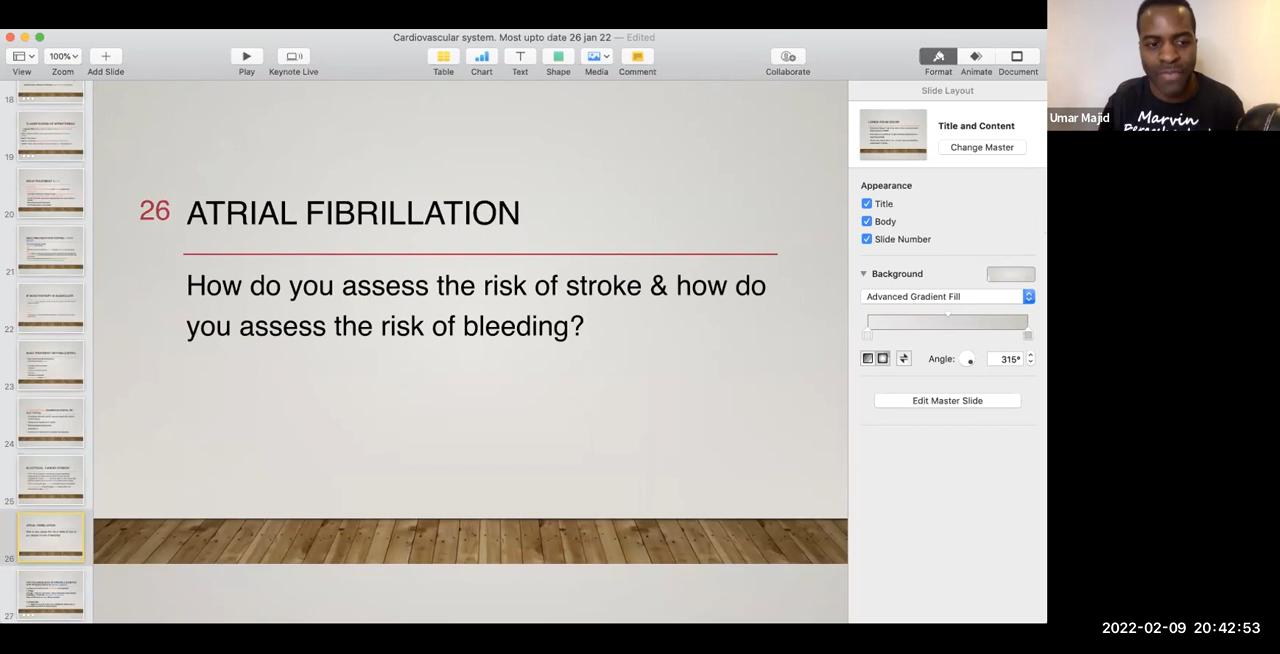 Cardiovascular system. Most upto date 26 jan 22 — Edited
100%
View
Zoom
Add Slide
Play
Keynote Live
Table
Chart
Text
Shape
Media
Comment
Collaborate
Format
Animate
Document
18
19
20
21
22
23
24
25
26
27
ATRIAL FIBRILLATION
26 ATRIAL FIBRILLATION
How do you assess the risk of stroke & how do
you assess the risk of bleeding?
Slide Layout
Title and Content
Change Master
Appearance
Title
Body
Slide Number
Background
Advanced Gradient Fill
Angle:
315°
Edit Master Slide
Umar Majid
Marvin
2022-02-09 20:42:53